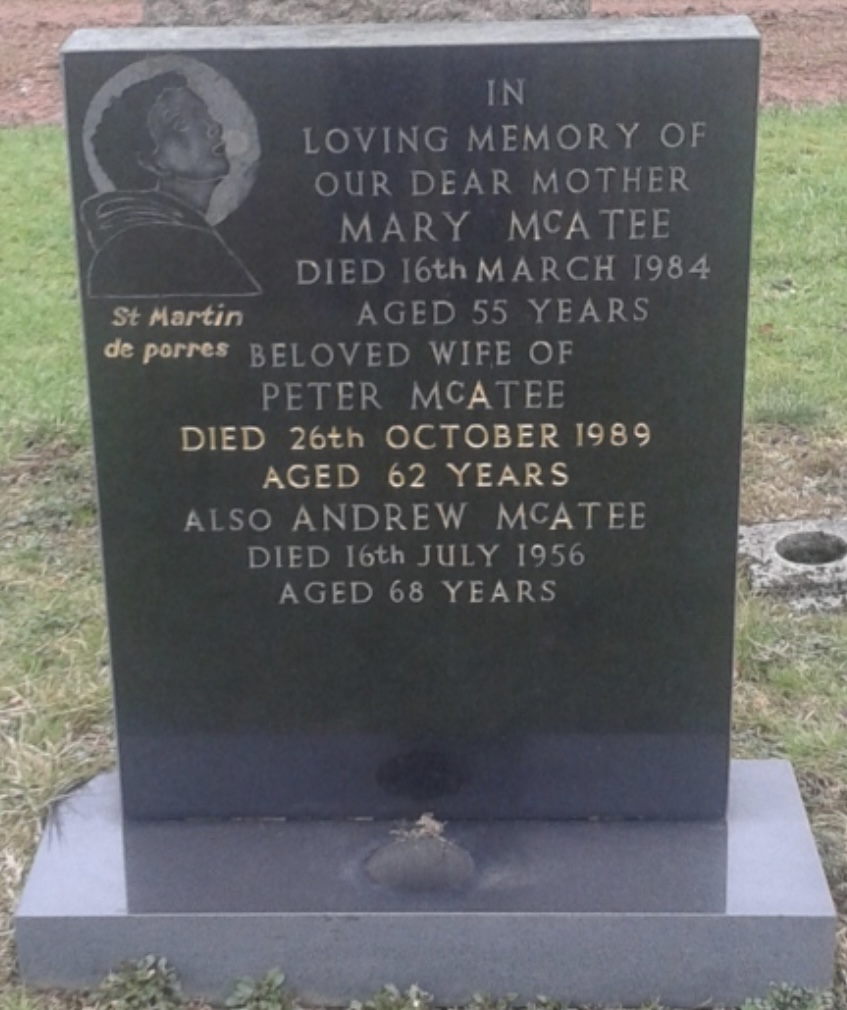 IN
LOVING MEMORY OF
OUR DEAR MOTHER
MARY McATEE
DIED 16th MARCH 1984
AGED 55 YEARS
St Martin
de porres
BELOVED WIFE OF
PETER McATEE
DIED 26th OCTOBER 1989
AGED 62 YEARS
ALSO ANDREW McATEE
DIED 16th JULY 1956
AGED 68 YEARS